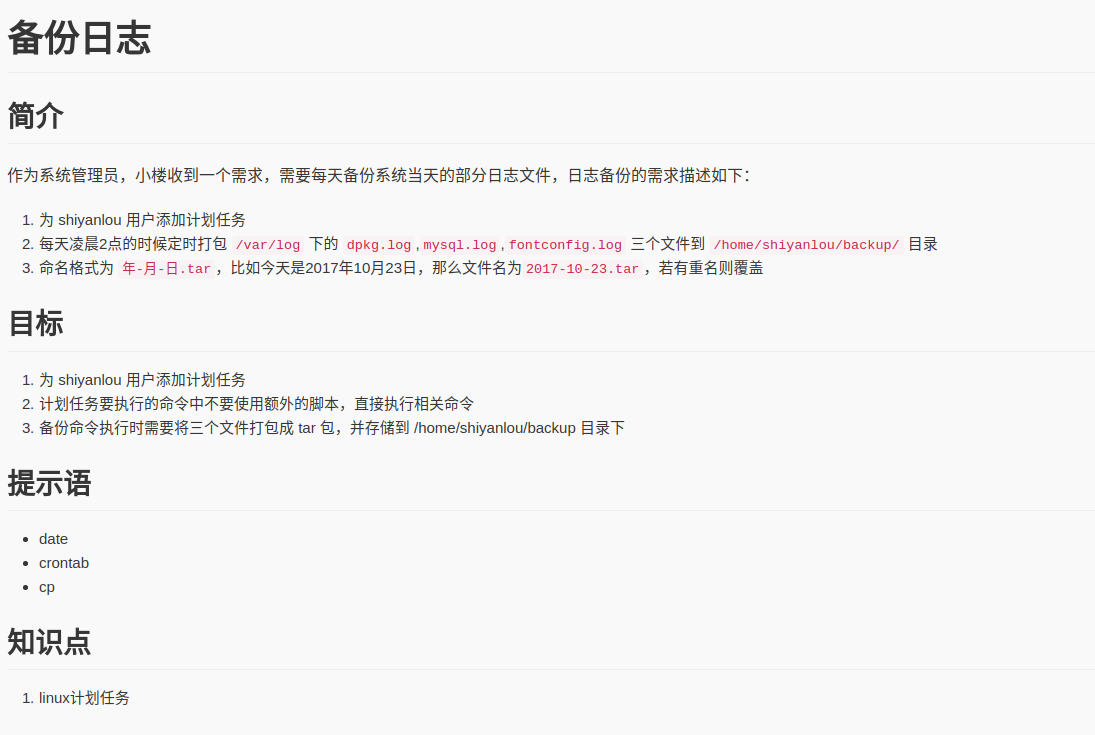 备份日志
简介
作为系统管理员，小楼收到一个需求，需要每天备份系统当天的部分日志文件，日志备份的需求描述如下：
1. 为 shiyanlou 用户添加计划任务
2. 每天凌晨2点的时候定时打包 /var/log 下的 dpkg.log,mysql.log,fontconfig.log 三个文件到 /home/shiyanlou/backup/ 目录
3. 命名格式为 年-月-日.tar，比如今天是2017年10月23日，那么文件名为2017-10-23.tar，若有重名则覆盖
目标
1. 为 shiyanlou 用户添加计划任务
2. 计划任务要执行的命令中不要使用额外的脚本，直接执行相关命令
3. 备份命令执行时需要将三个文件打包成 tar 包，并存储到 /home/shiyanlou/backup 目录下
提示语
• date
• crontab
• cp
知识点
1. linux计划任务